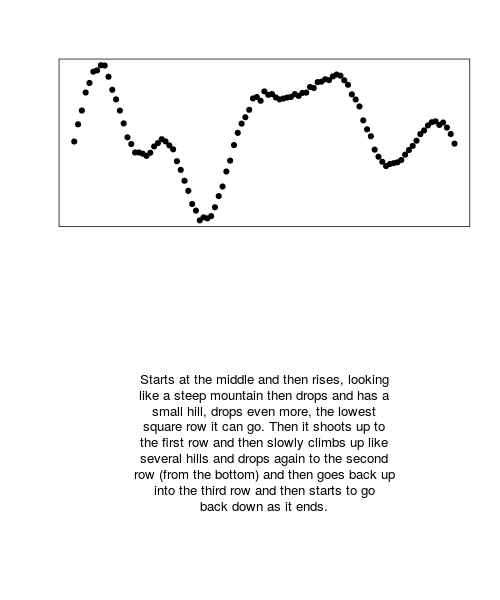 Starts at the middle and then rises, looking
like a steep mountain then drops and has a
small hill, drops even more, the lowest
square row it can go. Then it shoots up to
the first row and then slowly climbs up like
several hills and drops again to the second
row (from the bottom) and then goes back up
into the third row and then starts to go
back down as it ends.